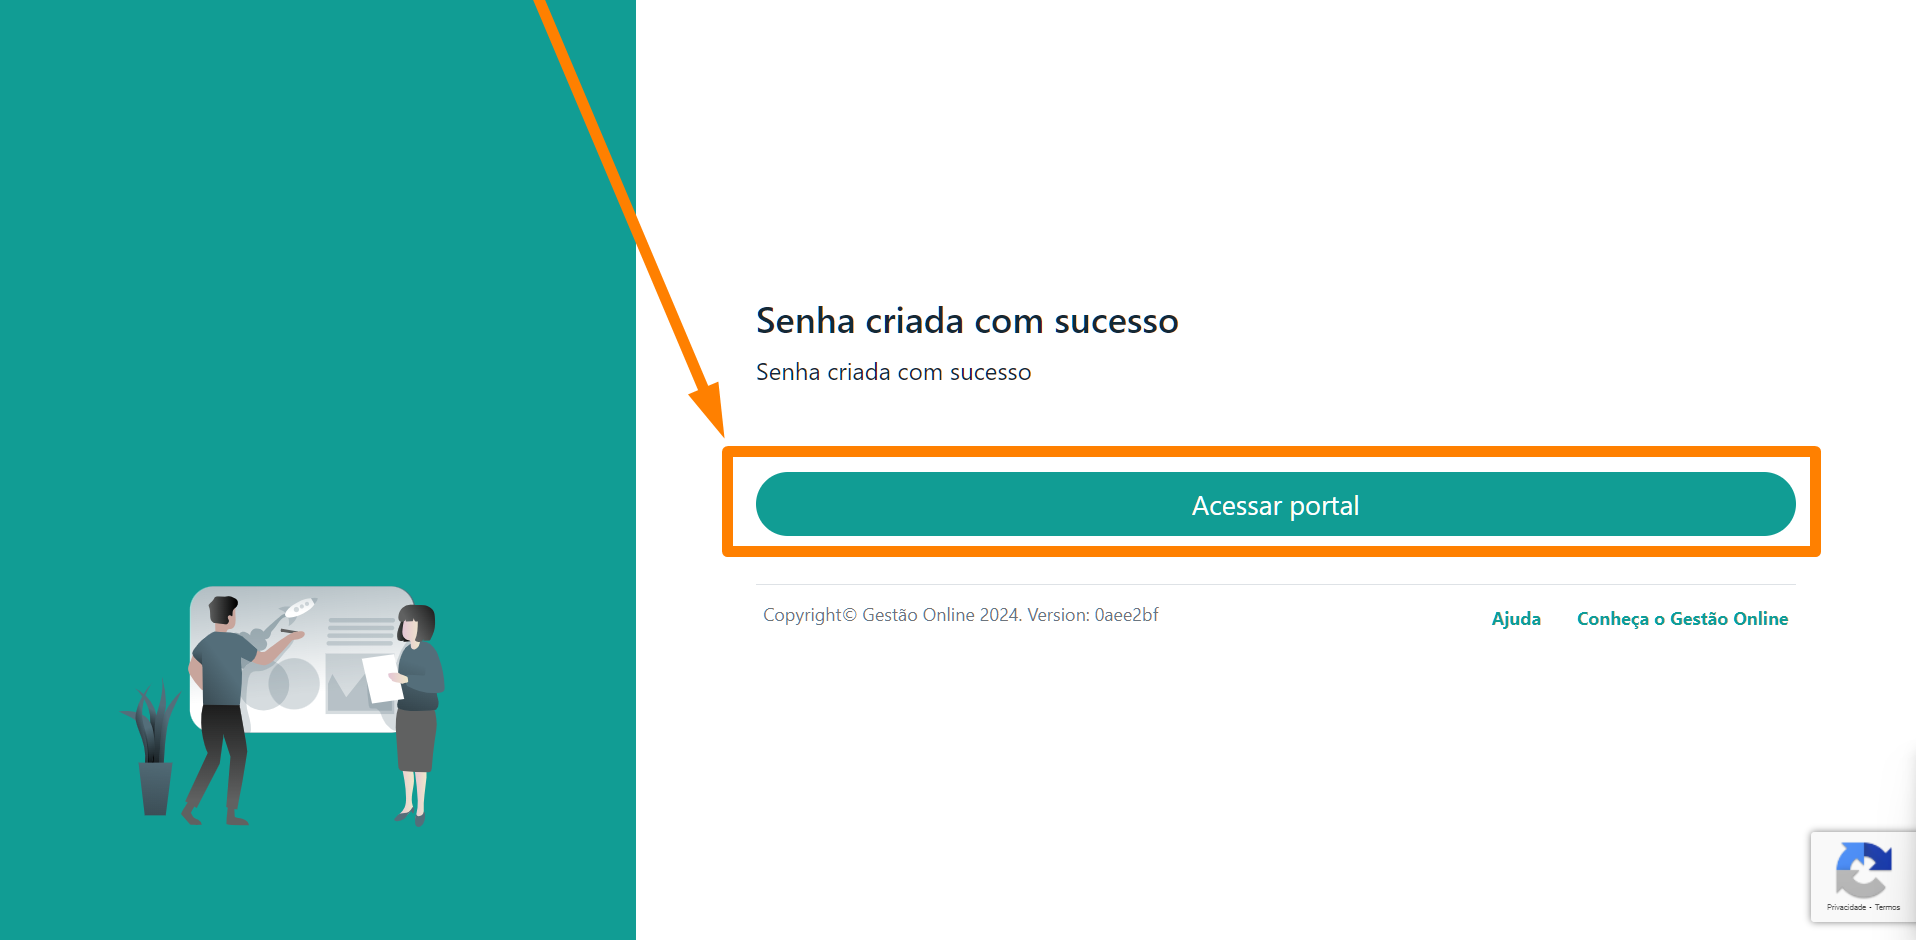 Senha criada com sucesso
Senha criada com sucesso
Acessar portal
Copyright© Gestão Online 2024. Version: 0aee2bf
Ajuda
Conheça o Gestão Online
Privacidade - Termos